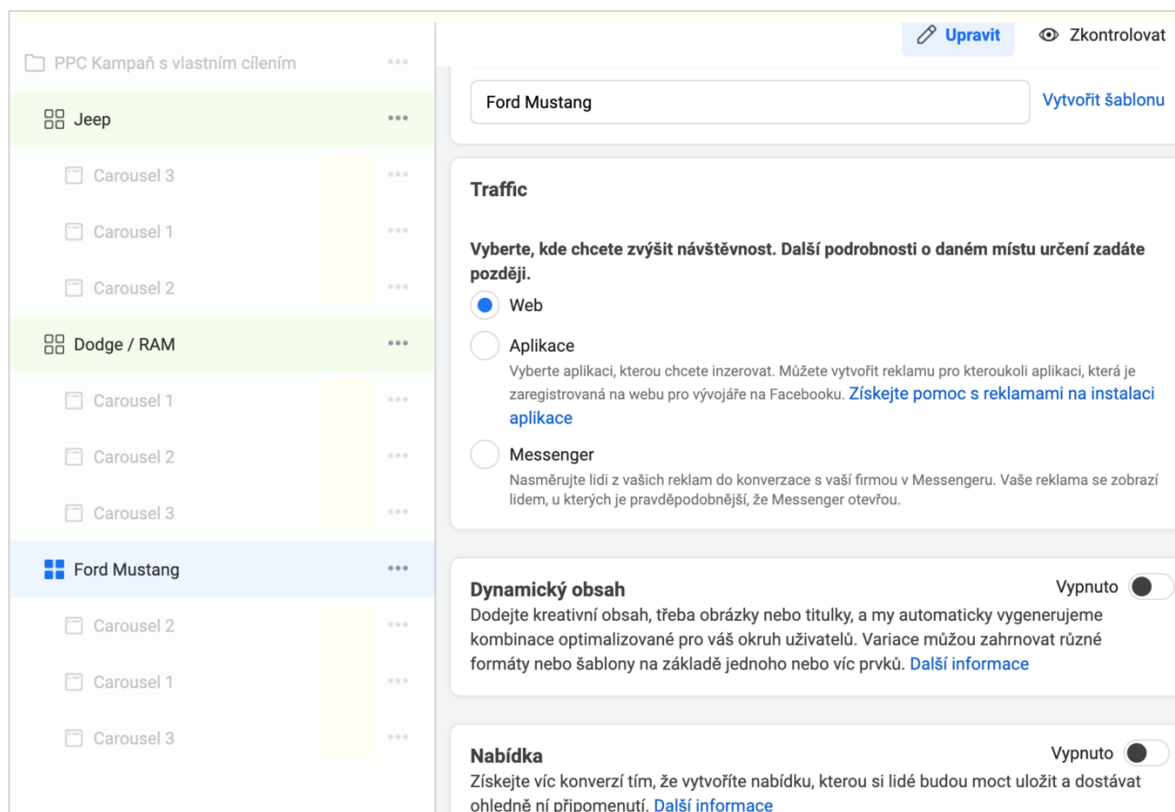 PPC Kampaň s vlastním cílením
Jeep
Carousel 3
Carousel 1
Carousel 2
Dodge / RAM
Carousel 1
Carousel 2
Carousel 3
Ford Mustang
Carousel 2
Carousel 1
Carousel 3
Upravit
Zkontrolovat
Ford Mustang
Vytvořit šablonu
Traffic
Vyberte, kde chcete zvýšit návštěvnost. Další podrobnosti o daném místu určení zadáte
později.
Web
Aplikace
Vyberte aplikaci, kterou chcete inzerovat. Můžete vytvořit reklamu pro kteroukoli aplikaci, která je
zaregistrovaná na webu pro vývojáře na Facebooku. Získejte pomoc s reklamami na instalaci
aplikace
Messenger
Nasměrujte lidi z vašich reklam do konverzace s vaší firmou v Messengeru. Vaše reklama se zobrazí
lidem, u kterých je pravděpodobnější, že Messenger otevřou.
Dynamický obsah
Vypnuto
Dodejte kreativní obsah, třeba obrázky nebo titulky, a my automaticky vygenerujeme
kombinace optimalizované pro váš okruh uživatelů. Variace můžou zahrnovat různé
formáty nebo šablony na základě jednoho nebo víc prvků. Další informace
Nabídka
Vypnuto
Získejte víc konverzí tím, že vytvoříte nabídku, kterou si lidé budou moct uložit a dostávat
ohledně ní připomenutí. Další informace